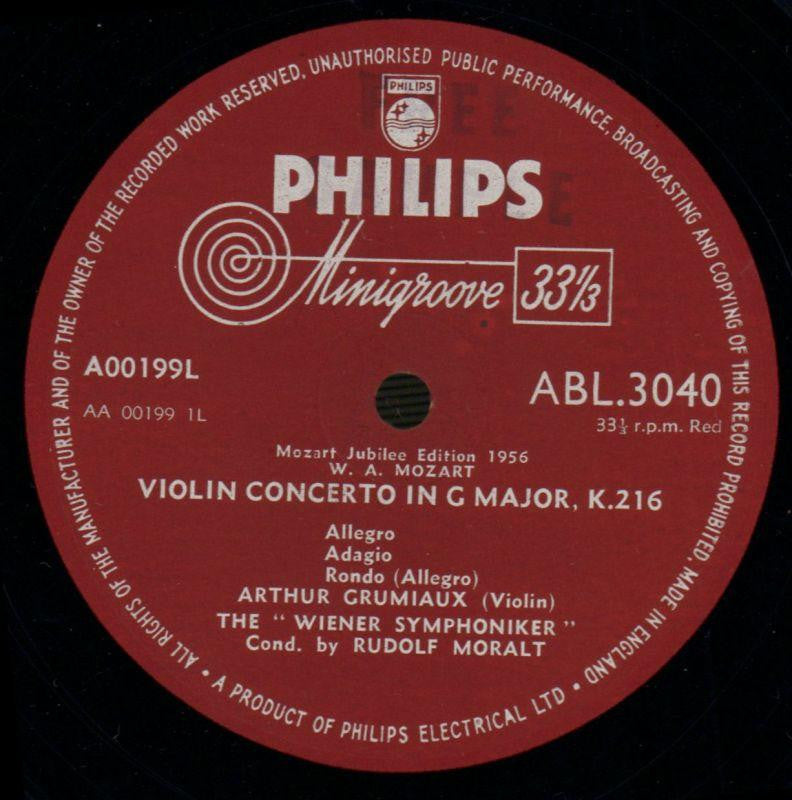 ALL RIGHTS OF THE MANUFACTURER AND OF THE OWNER OF THE RECORDED WORK RESERVED, UNAUTHORISED PUBLIC PERFORMANCE, BROADCASTING AND COPYING OF THIS RECORD PROHIBITED, MADE IN ENGLAND
PHILIPS
PHILIPS
Minigroove 33⅓
A00199L
ABL.3040
AA 00199 1L
33⅓ r.p.m. Red
Mozart Jubilee Edition 1956
W. A. MOZART
VIOLIN CONCERTO IN G MAJOR, K.216
Allegro
Adagio
Rondo (Allegro)
ARTHUR GRUMIAUX (Violin)
THE " WIENER SYMPHONIKER "
Cond. by RUDOLF MORALT
• A PRODUCT OF PHILIPS ELECTRICAL LTD •